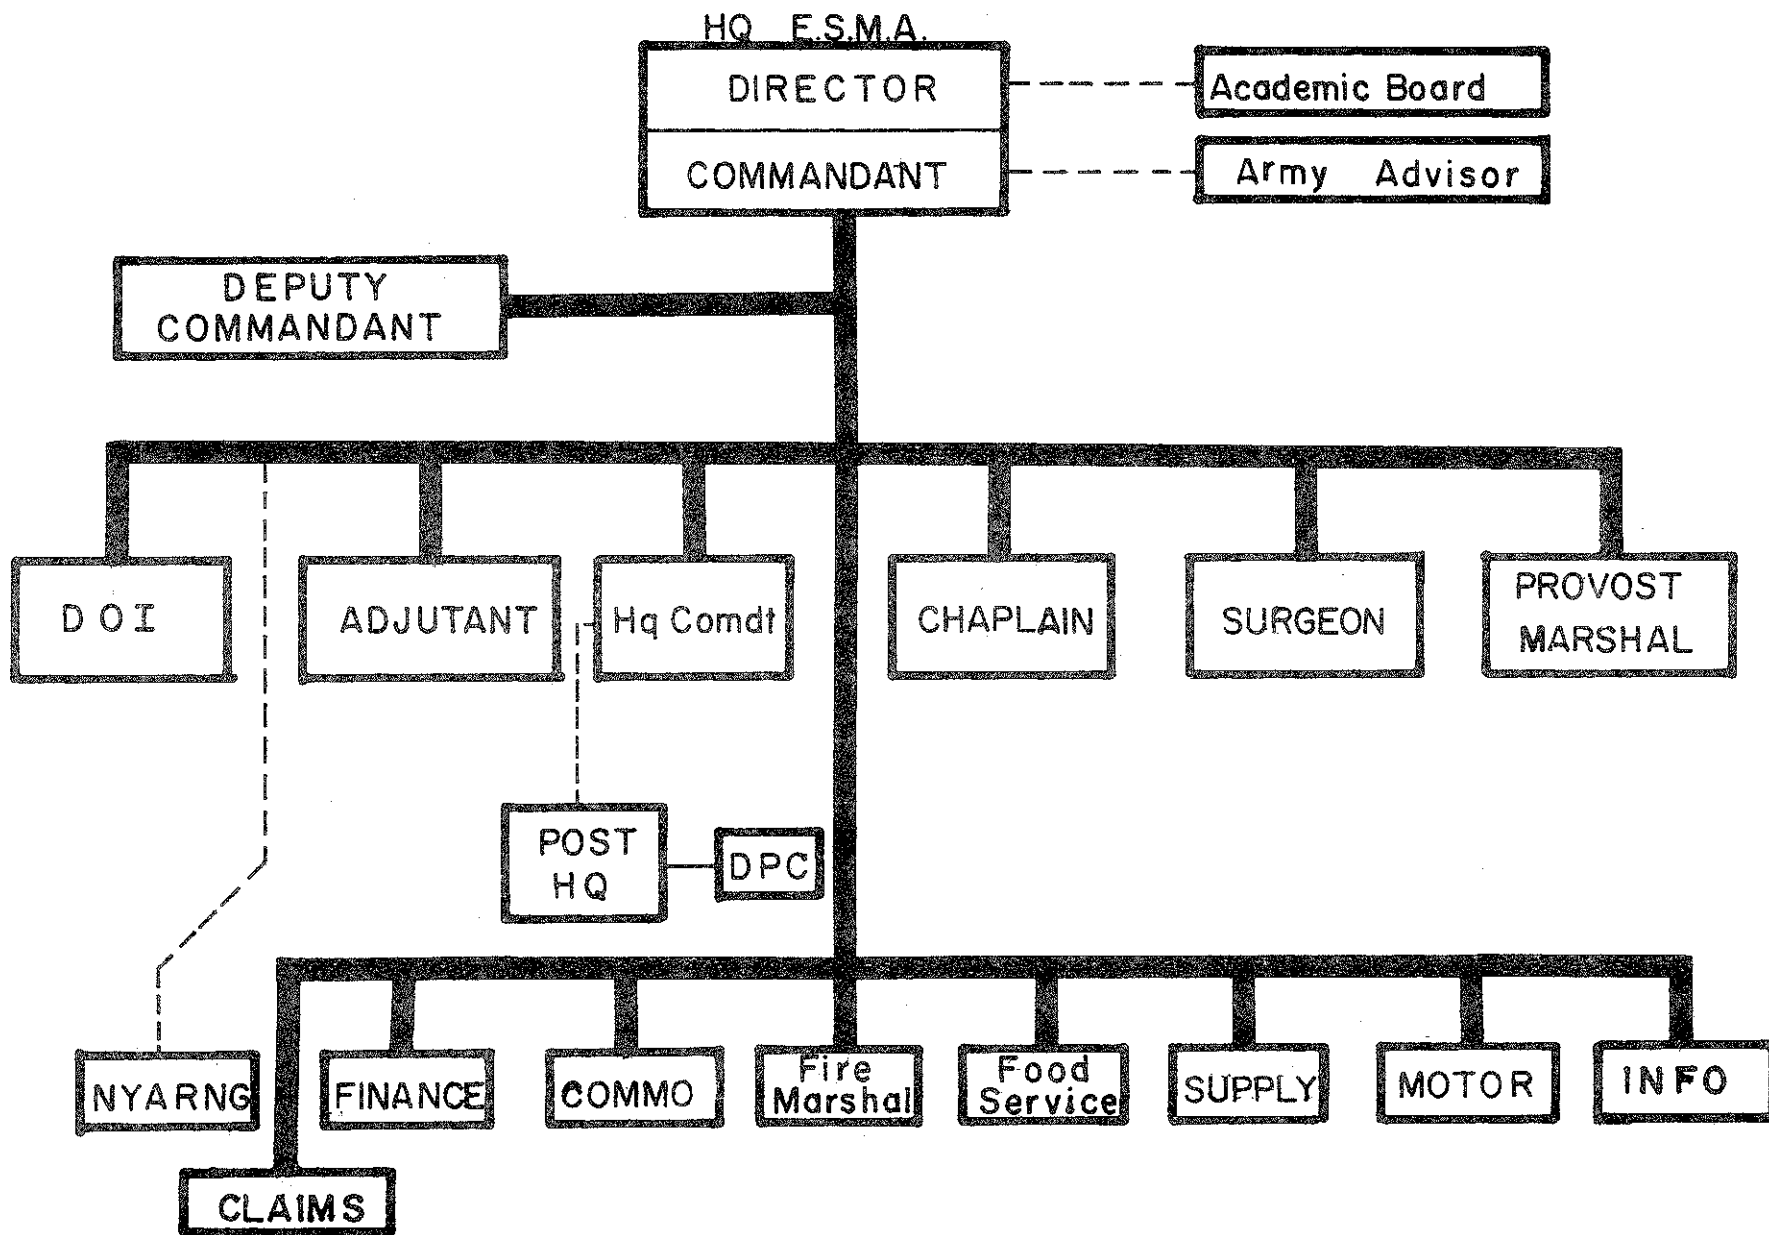 HQ E.S.M.A.
DIRECTOR
Academic Board
COMMANDANT
Army Advisor
DEPUTY
COMMANDANT
DOI
ADJUTANT
Hq Comdt
CHAPLAIN
SURGEON
PROVOST
MARSHAL
POST
HQ
DPC
NYARNG
FINANCE
COMMO
Fire
Marshal
Food
Service
SUPPLY
MOTOR
INFO
CLAIMS